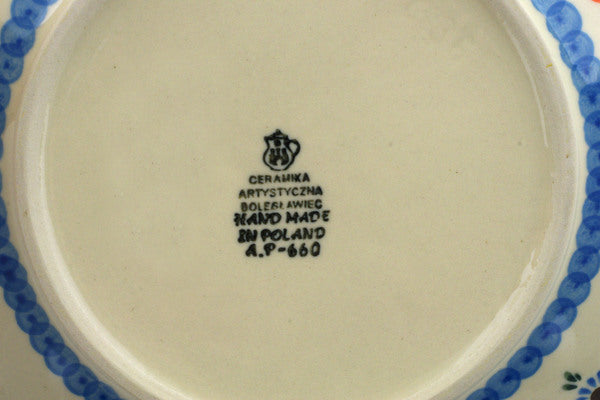 CERAMIKA
ARTYSTYCZNA
BOLESŁAWIEC
HAND MADE
IN POLAND
A.P-660